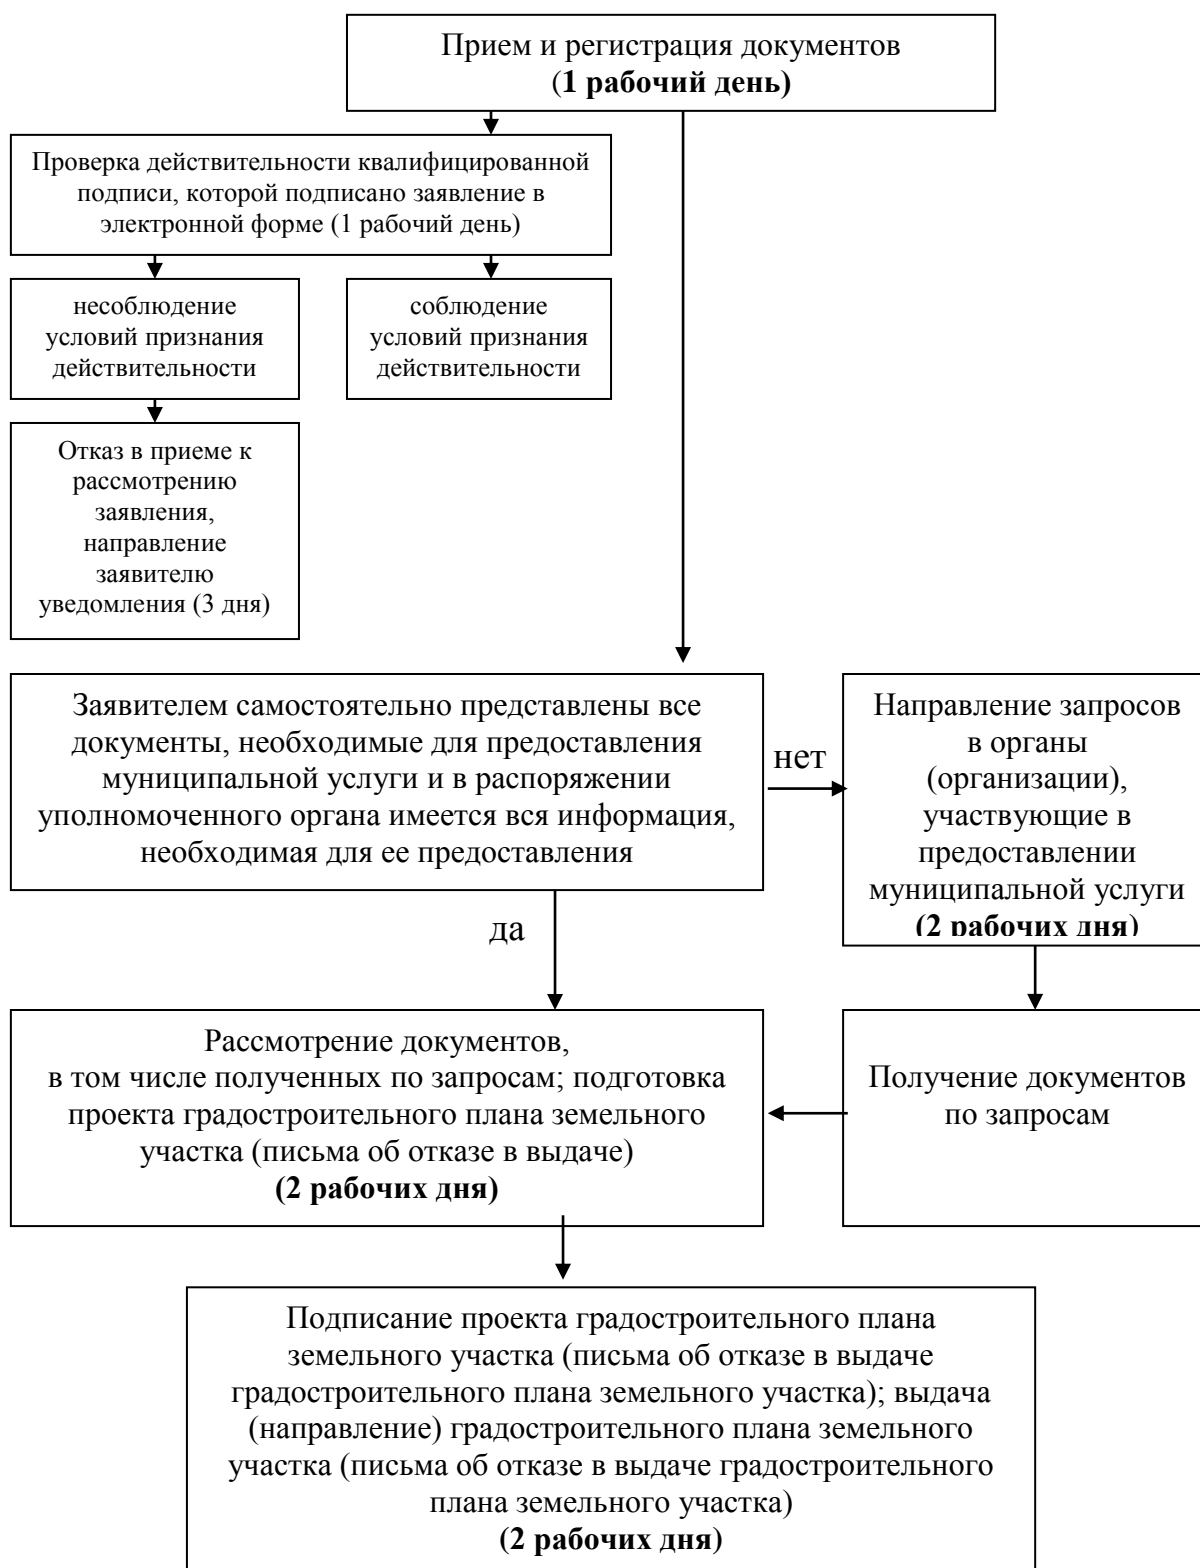 Прием и регистрация документов
(1 рабочий день)
Проверка действительности квалифицированной
подписи, которой подписано заявление в
электронной форме (1 рабочий день)
несоблюдение
условий признания
действительности
соблюдение
условий признания
действительности
Отказ в приеме к
рассмотрению
заявления,
направление
заявителю
уведомления (3 дня)
Заявителем самостоятельно представлены все
документы, необходимые для предоставления
муниципальной услуги и в распоряжении
уполномоченного органа имеется вся информация,
необходимая для ее предоставления
нет
Направление запросов
в органы
(организации),
участвующие в
предоставлении
муниципальной услуги
(2 рабочих дня)
да
Рассмотрение документов,
в том числе полученных по запросам; подготовка
проекта градостроительного плана земельного
участка (письма об отказе в выдаче)
(2 рабочих дня)
Получение документов
по запросам
Подписание проекта градостроительного плана
земельного участка (письма об отказе в выдаче
градостроительного плана земельного участка); выдача
(направление) градостроительного плана земельного
участка (письма об отказе в выдаче градостроительного
плана земельного участка)
(2 рабочих дня)